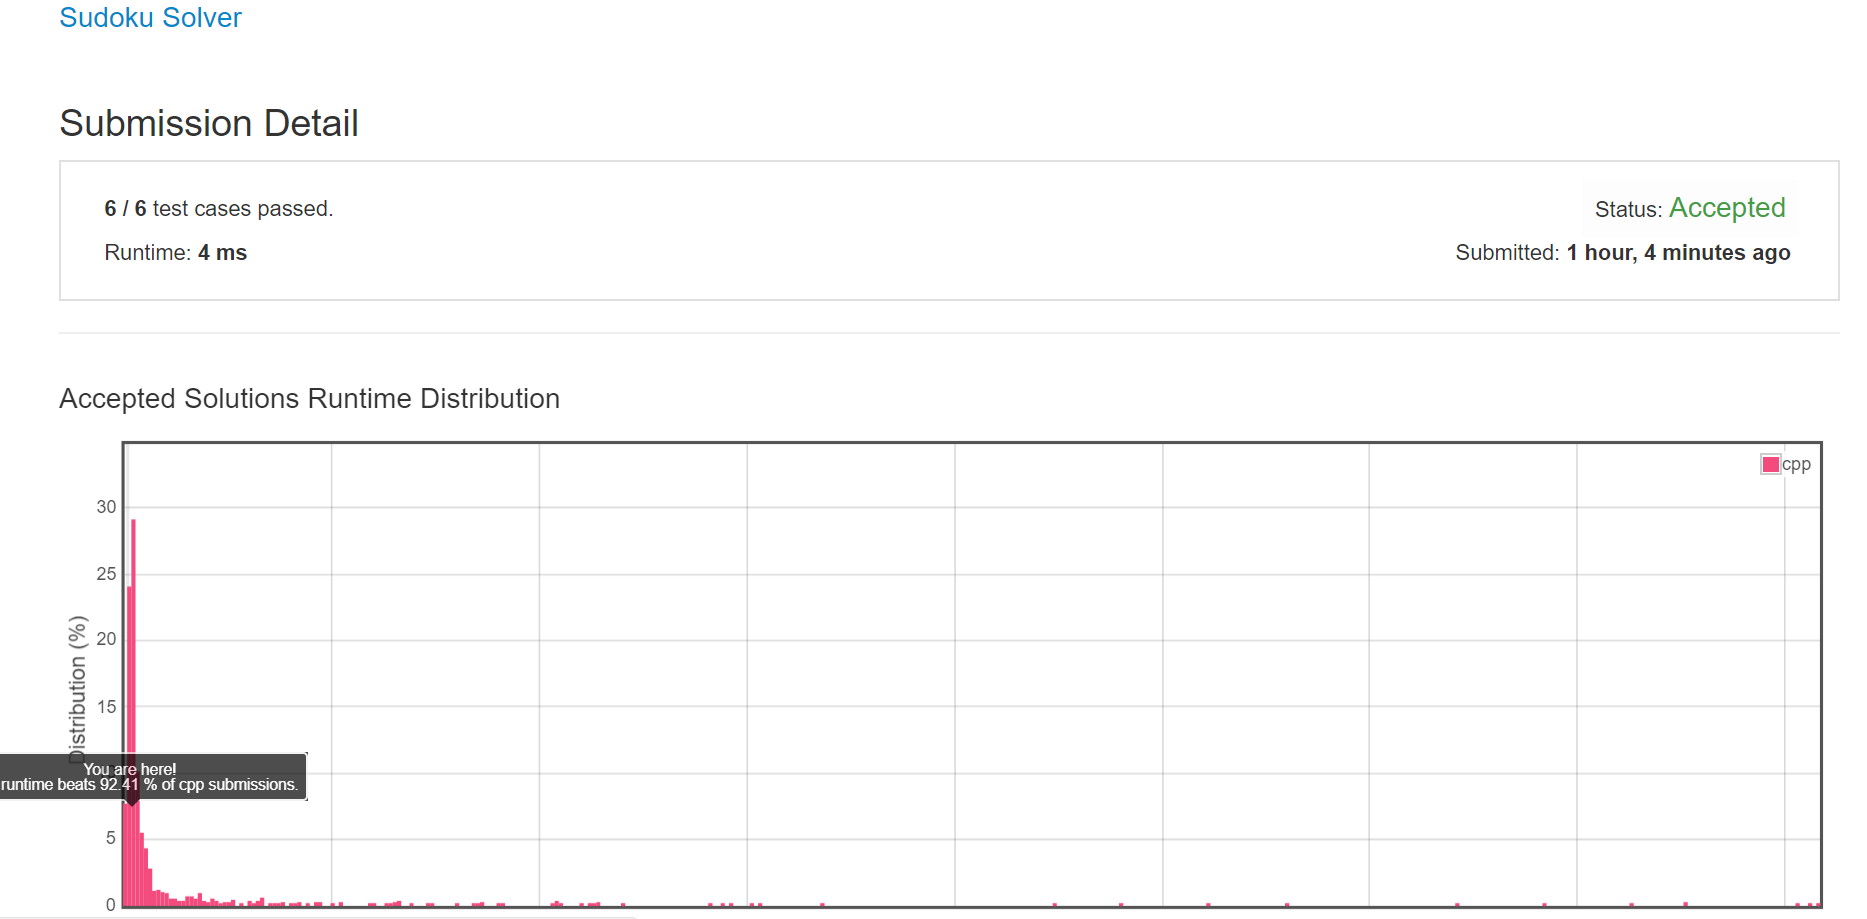 Sudoku Solver
Submission Detail
6 / 6 test cases passed.
Status: Accepted
Runtime: 4 ms
Submitted: 1 hour, 4 minutes ago
Accepted Solutions Runtime Distribution
cpp
30
25
20
15
5
0
Distribution (%)
You are here!
runtime beats 92.41 % of cpp submissions.